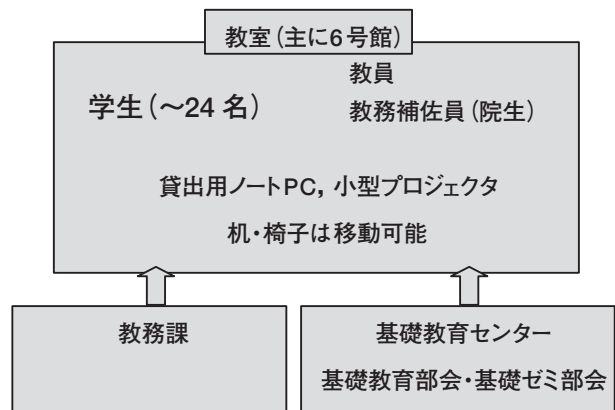 教室(主に6号館)
教員
学生(〜24 名)
教務補佐員(院生)
貸出用ノートPC, 小型プロジェクタ
机・椅子は移動可能
教務課
基礎教育センター
基礎教育部会・基礎ゼミ部会